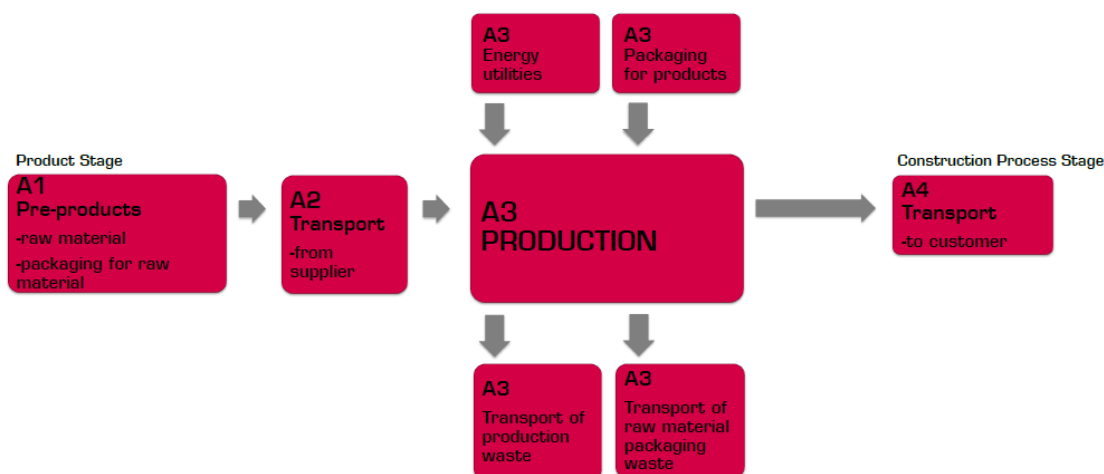 A3
Energy
utilities
A3
Packaging
for products
Product Stage
A1
Pre-products
-raw material
-packaging for raw
material
A2
Transport
-from
supplier
A3
PRODUCTION
Construction Process Stage
A4
Transport
-to customer
A3
Transport of
production
waste
A3
Transport of
raw material
packaging
waste